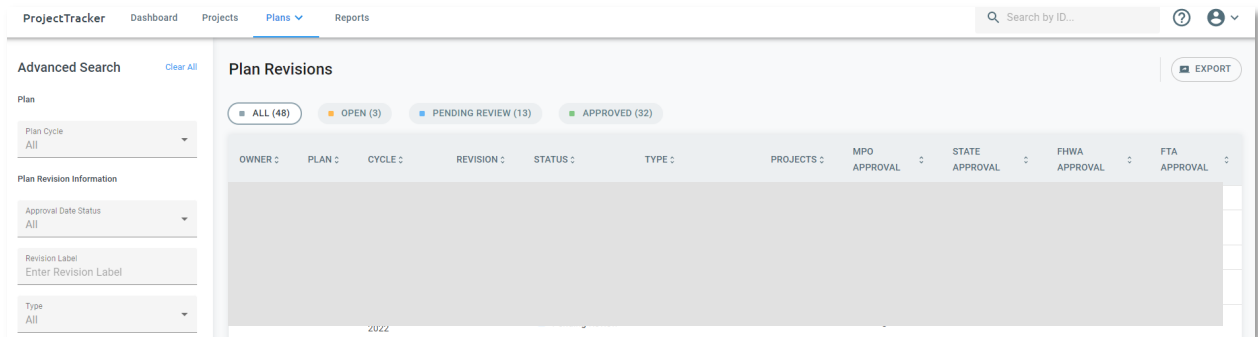 ProjectTracker Dashboard Projects Plans Reports Search by ID...
Advanced Search Clear All
Plan
Plan Cycle
All
Plan Revision Information
Approval Date Status
All
Revision Label
Enter Revision Label
Type
All
Plan Revisions EXPORT
ALL (48) OPEN (3) PENDING REVIEW (13) APPROVED (32)
OWNER PLAN CYCLE REVISION STATUS TYPE PROJECTS MPO APPROVAL STATE APPROVAL FHWA APPROVAL FTA APPROVAL
2022